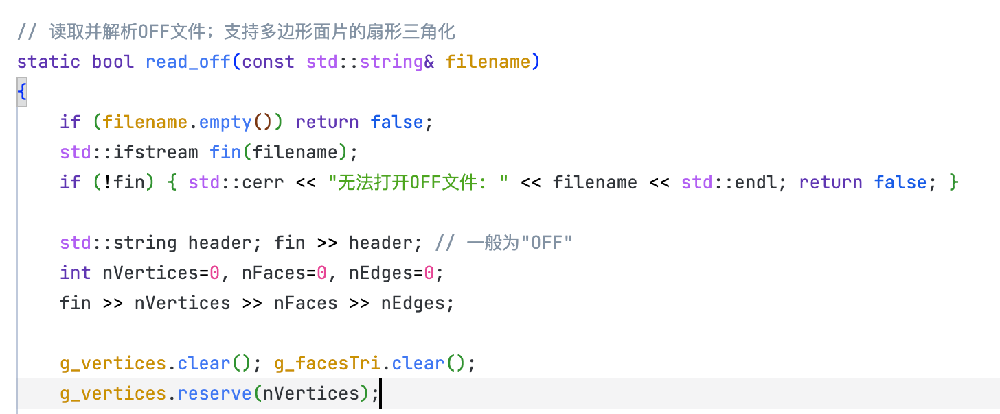 // 读取并解析OFF文件；支持多边形面片的扇形三角化
static bool read_off(const std::string& filename)
{
    if (filename.empty()) return false;
    std::ifstream fin(filename);
    if (!fin) { std::cerr << "无法打开OFF文件: " << filename << std::endl; return false; }
    std::string header; fin >> header; // 一般为"OFF"
    int nVertices=0, nFaces=0, nEdges=0;
    fin >> nVertices >> nFaces >> nEdges;
    g_vertices.clear(); g_facesTri.clear();
    g_vertices.reserve(nVertices);